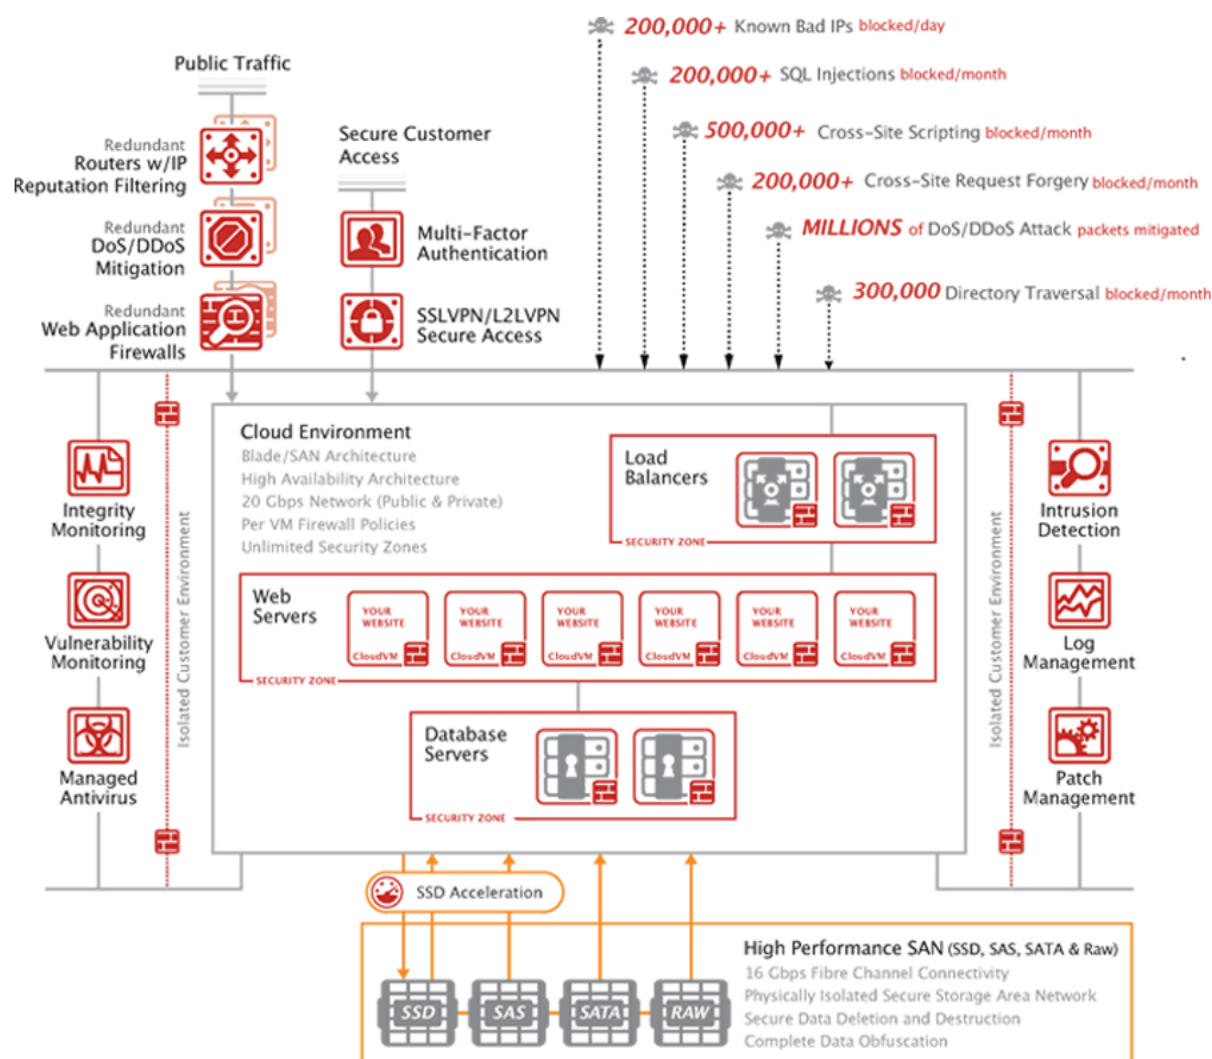 Public Traffic
Redundant
Routers w/IP
Reputation Filtering
Redundant
DoS/DDoS
Mitigation
Redundant
Web Application
Firewalls
Secure Customer
Access
Multi-Factor
Authentication
SSLVPN/L2LVPN
Secure Access
200,000+ Known Bad IPs blocked/day
200,000+ SQL Injections blocked/month
500,000+ Cross-Site Scripting blocked/month
200,000+ Cross-Site Request Forgery blocked/month
MILLIONS of DoS/DDoS Attack packets mitigated
300,000 Directory Traversal blocked/month
Integrity
Monitoring
Vulnerability
Monitoring
Managed
Antivirus
Isolated Customer Environment
Cloud Environment
Blade/SAN Architecture
High Availability Architecture
20 Gbps Network (Public & Private)
Per VM Firewall Policies
Unlimited Security Zones
Load
Balancers
SECURITY ZONE
Web
Servers
YOUR
WEBSITE
CloudVM
YOUR
WEBSITE
CloudVM
YOUR
WEBSITE
CloudVM
YOUR
WEBSITE
CloudVM
YOUR
WEBSITE
CloudVM
YOUR
WEBSITE
CloudVM
SECURITY ZONE
Database
Servers
SECURITY ZONE
Isolated Customer Environment
Intrusion
Detection
Log
Management
Patch
Management
SSD Acceleration
High Performance SAN (SSD, SAS, SATA & Raw)
16 Gbps Fibre Channel Connectivity
Physically Isolated Secure Storage Area Network
Secure Data Deletion and Destruction
Complete Data Obfuscation
SSD
SAS
SATA
RAW